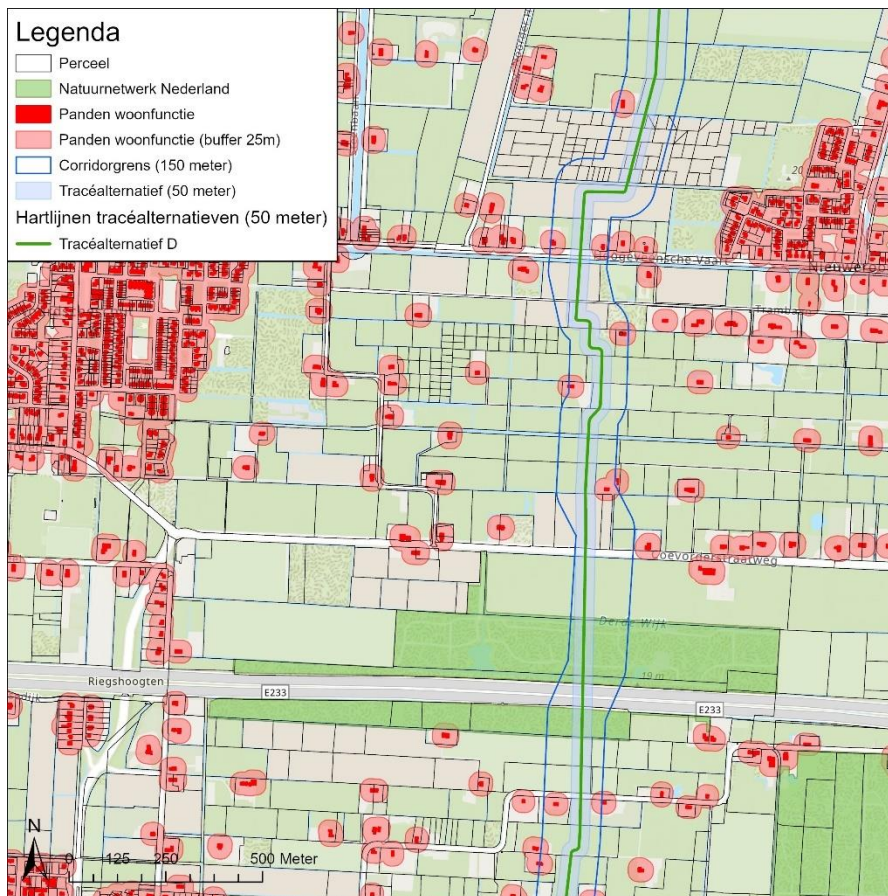 Legenda
Perceel
Natuurnetwerk Nederland
Panden woonfunctie
Panden woonfunctie (buffer 25m)
Corridorgrens (150 meter)
Tracéalternatief (50 meter)
Hartlijnen tracéalternatieven (50 meter)
Tracéalternatief D
Coevorderstraatweg
Derde Wijk
19 m
Riegshoogten
E233
E233
N
0 125 250 500 Meter